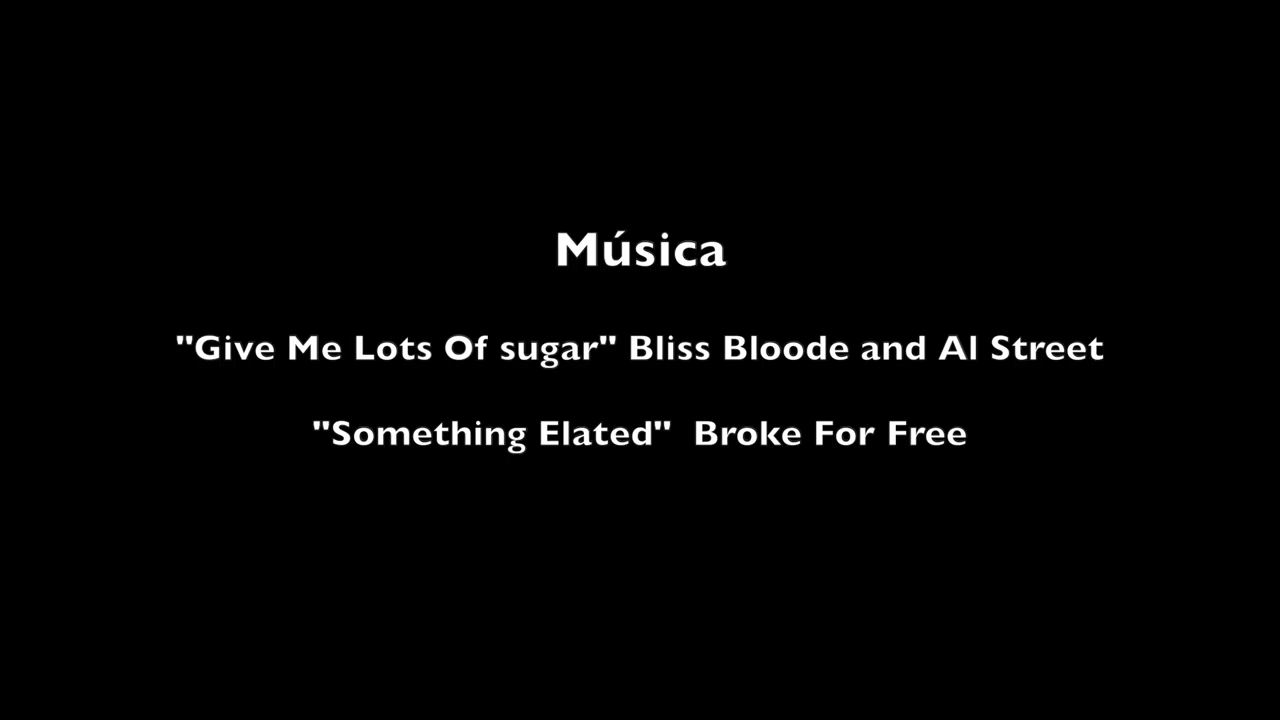 Música
"Give Me Lots Of sugar" Bliss Bloode and Al Street
"Something Elated"  Broke For Free